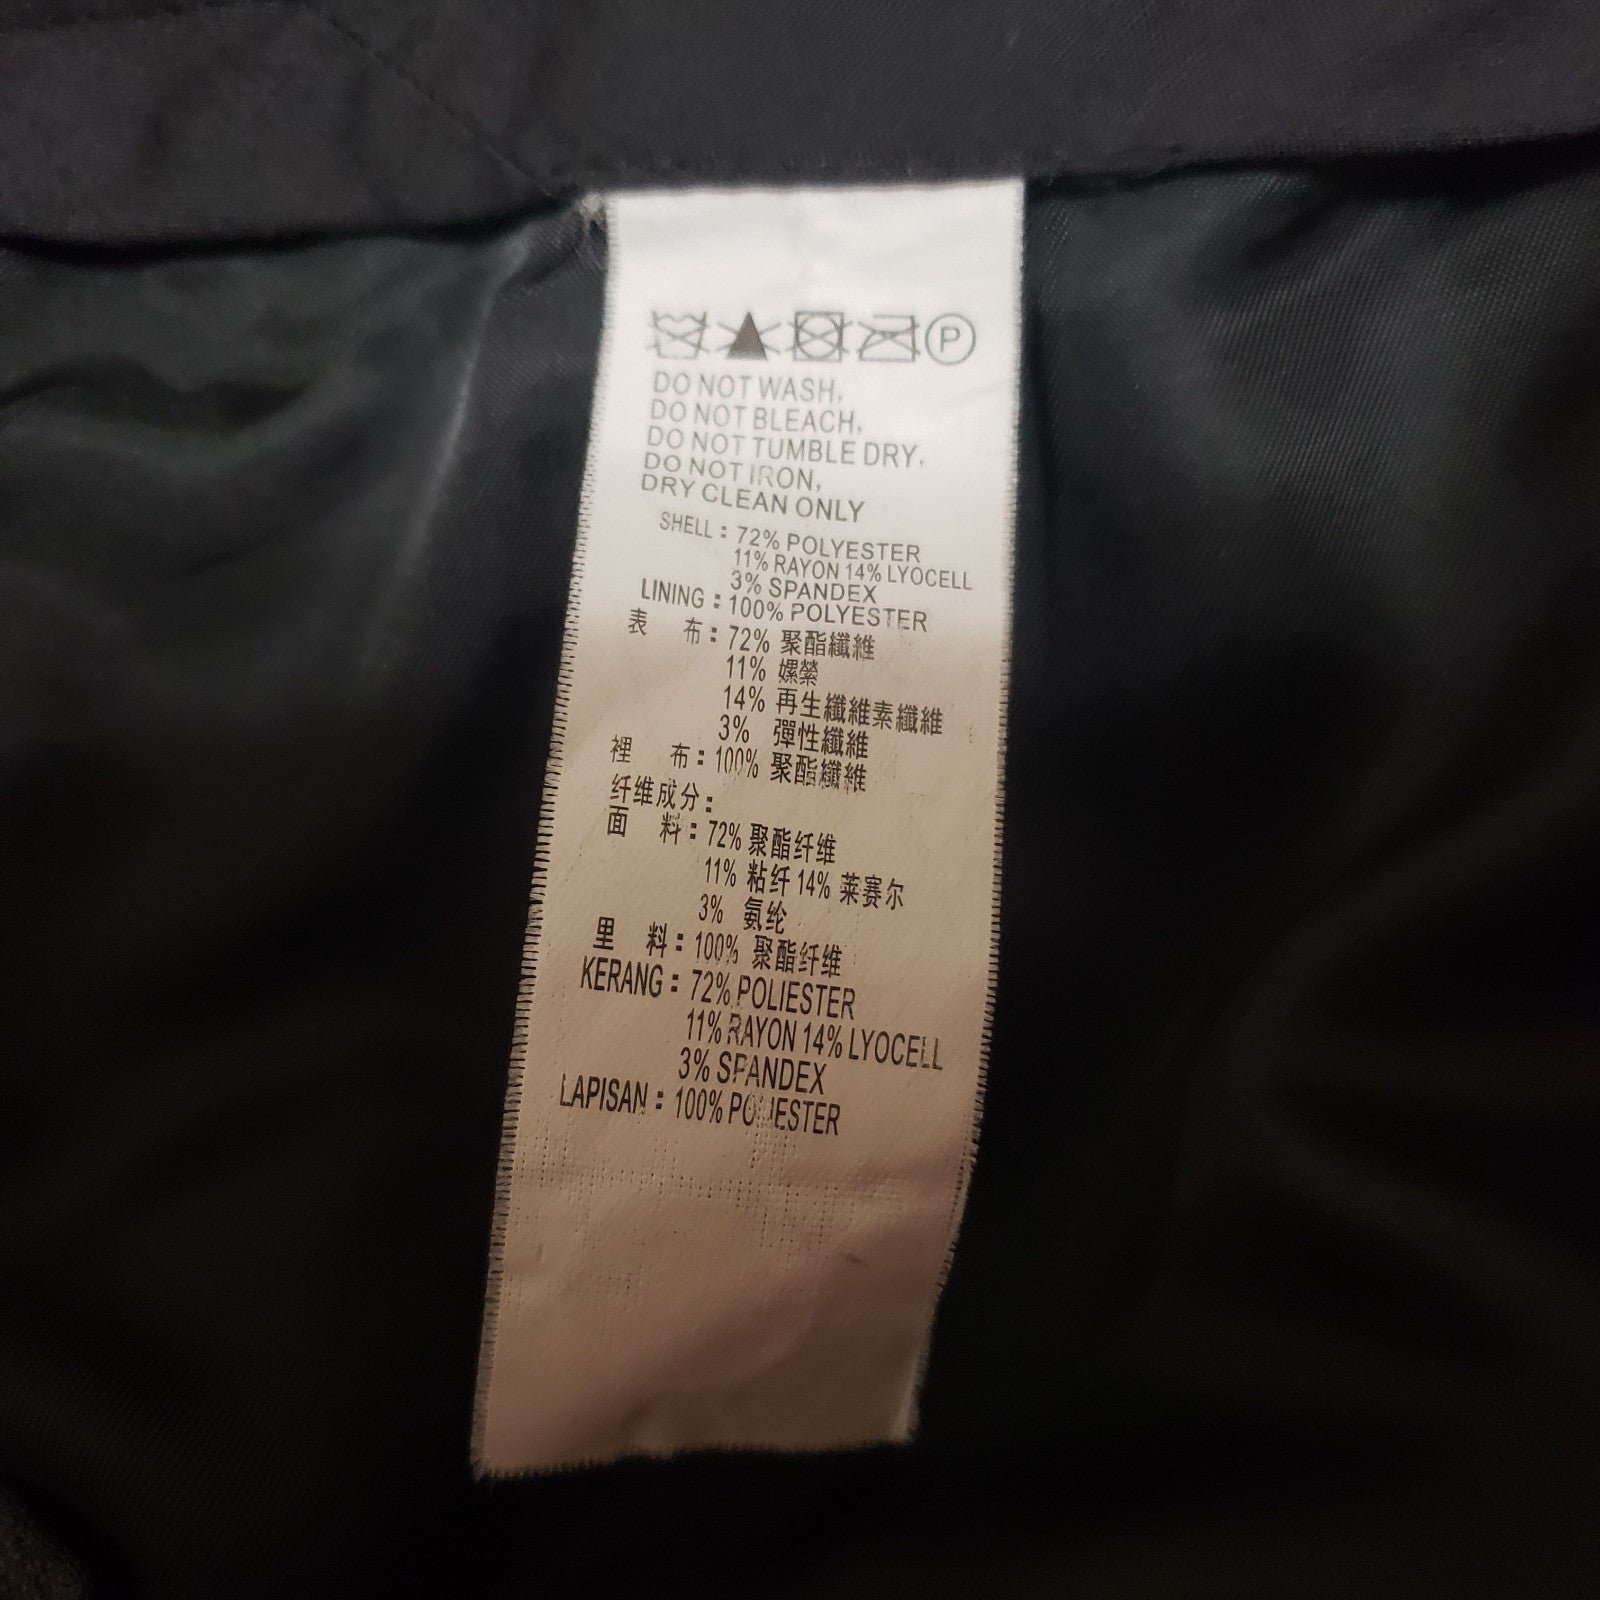 P
DO NOT WASH,
DO NOT BLEACH,
DO NOT TUMBLE DRY,
DO NOT IRON,
DRY CLEAN ONLY
SHELL : 72% POLYESTER
11% RAYON 14% LYOCELL
3% SPANDEX
LINING : 100% POLYESTER
表 布 : 72% 聚酯纖維
11% 嫘縈
14% 再生纖維素纖維
3% 彈性纖維
裡 布 : 100% 聚酯纖維
纤维成分 :
面 料 : 72% 聚酯纤维
11% 粘纤 14% 莱赛尔
3% 氨纶
里 料 : 100% 聚酯纤维
KERANG : 72% POLIESTER
11% RAYON 14% LYOCELL
3% SPANDEX
LAPISAN : 100% POLIESTER